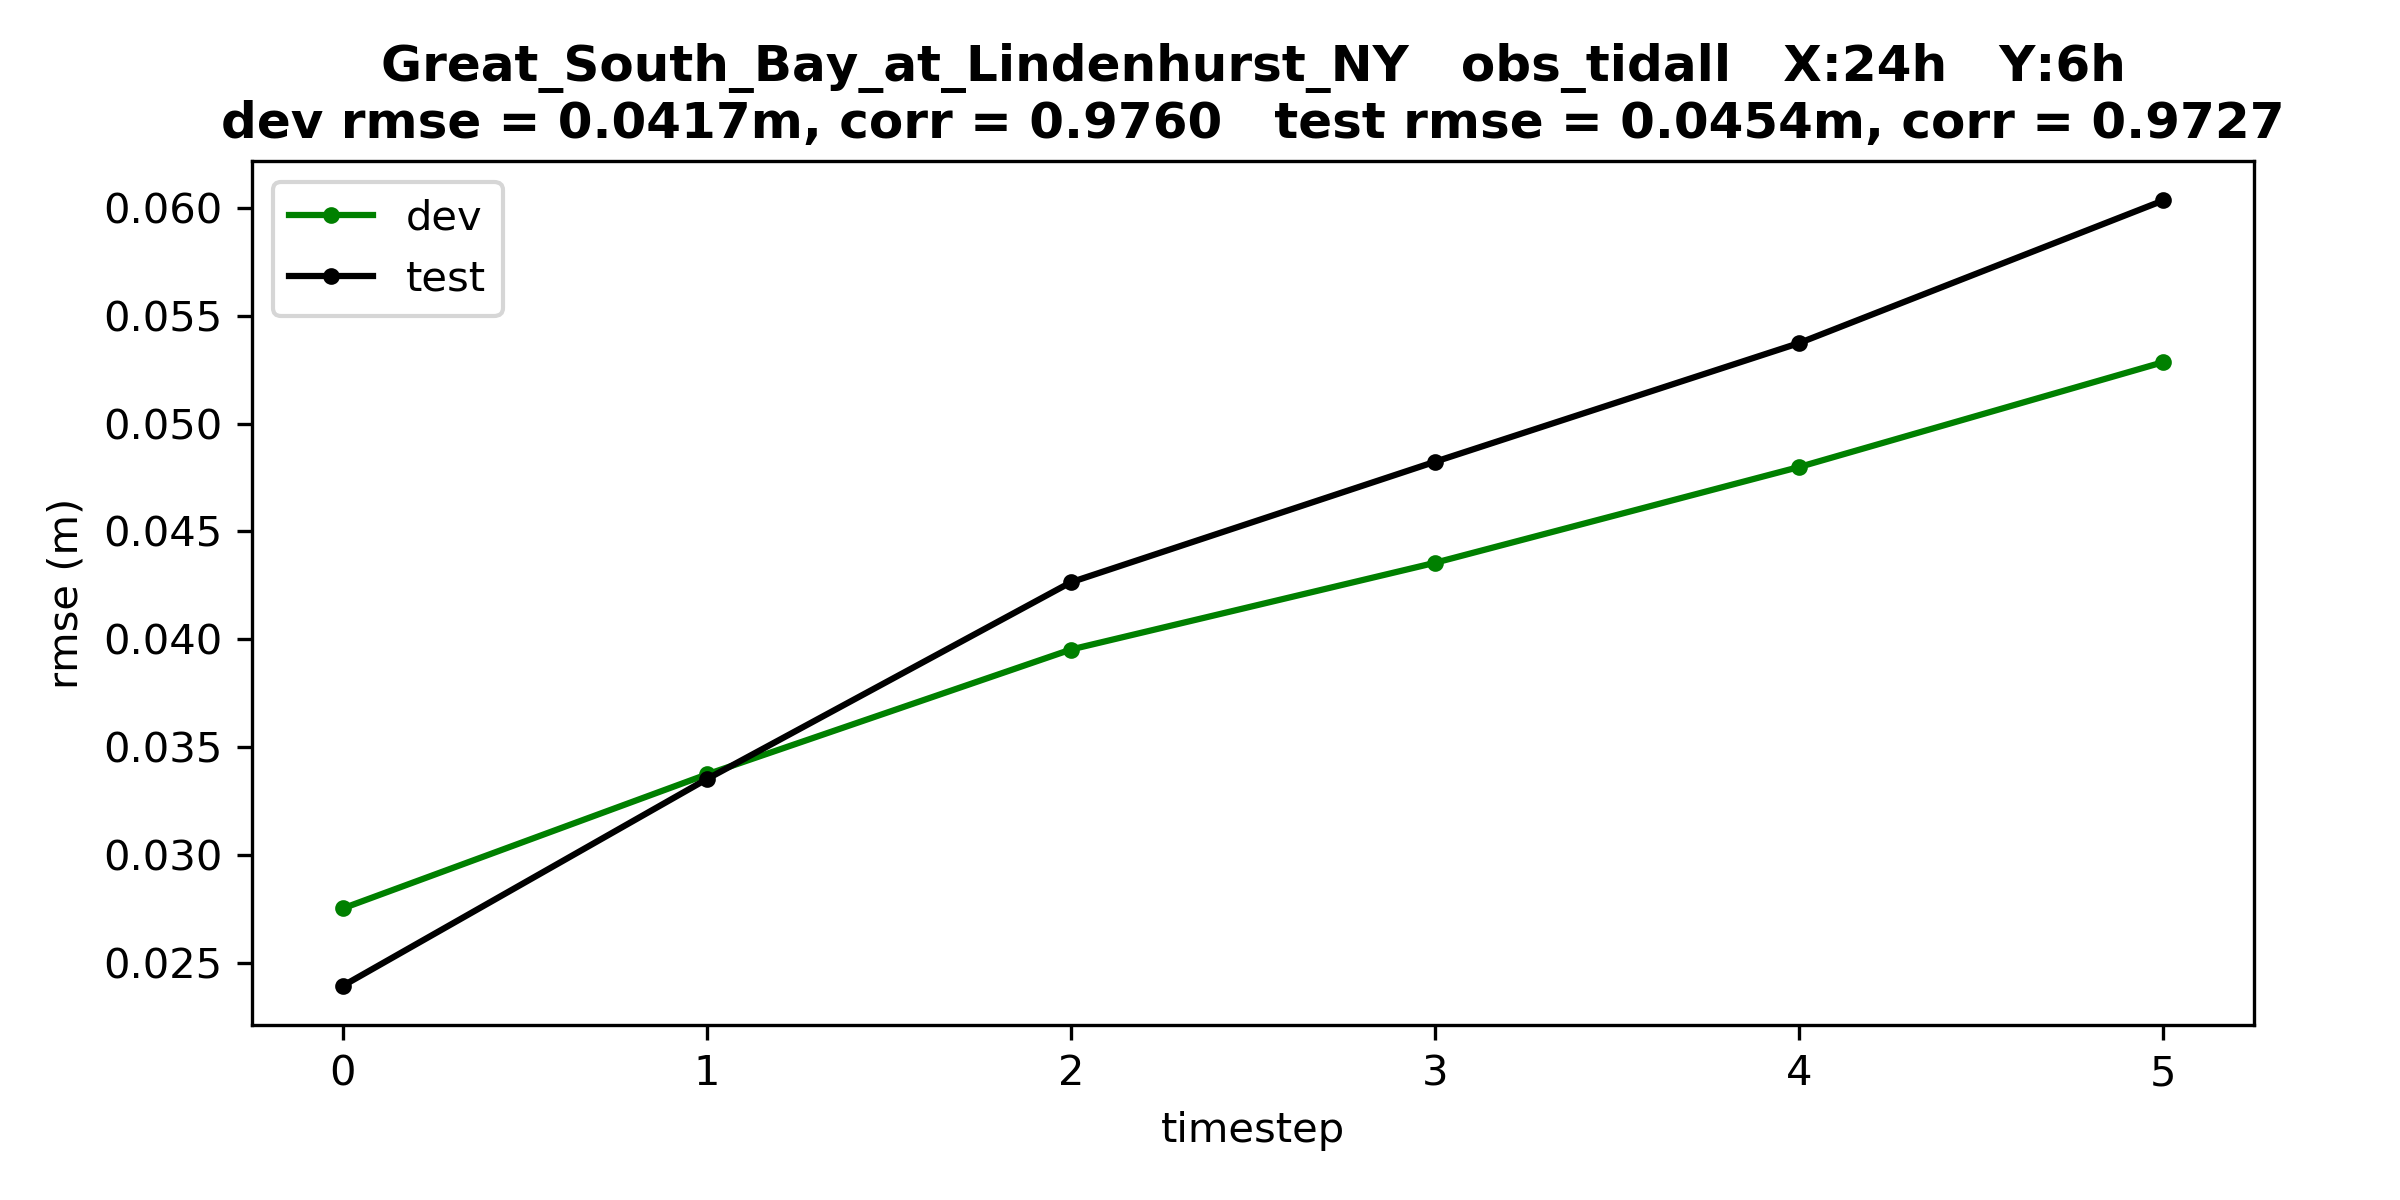 Great_South_Bay_at_Lindenhurst_NY   obs_tidall   X:24h   Y:6h
dev rmse = 0.0417m, corr = 0.9760   test rmse = 0.0454m, corr = 0.9727
dev
test
0.060
0.055
0.050
0.045
0.040
0.035
0.030
0.025
rmse (m)
0 1 2 3 4 5
timestep